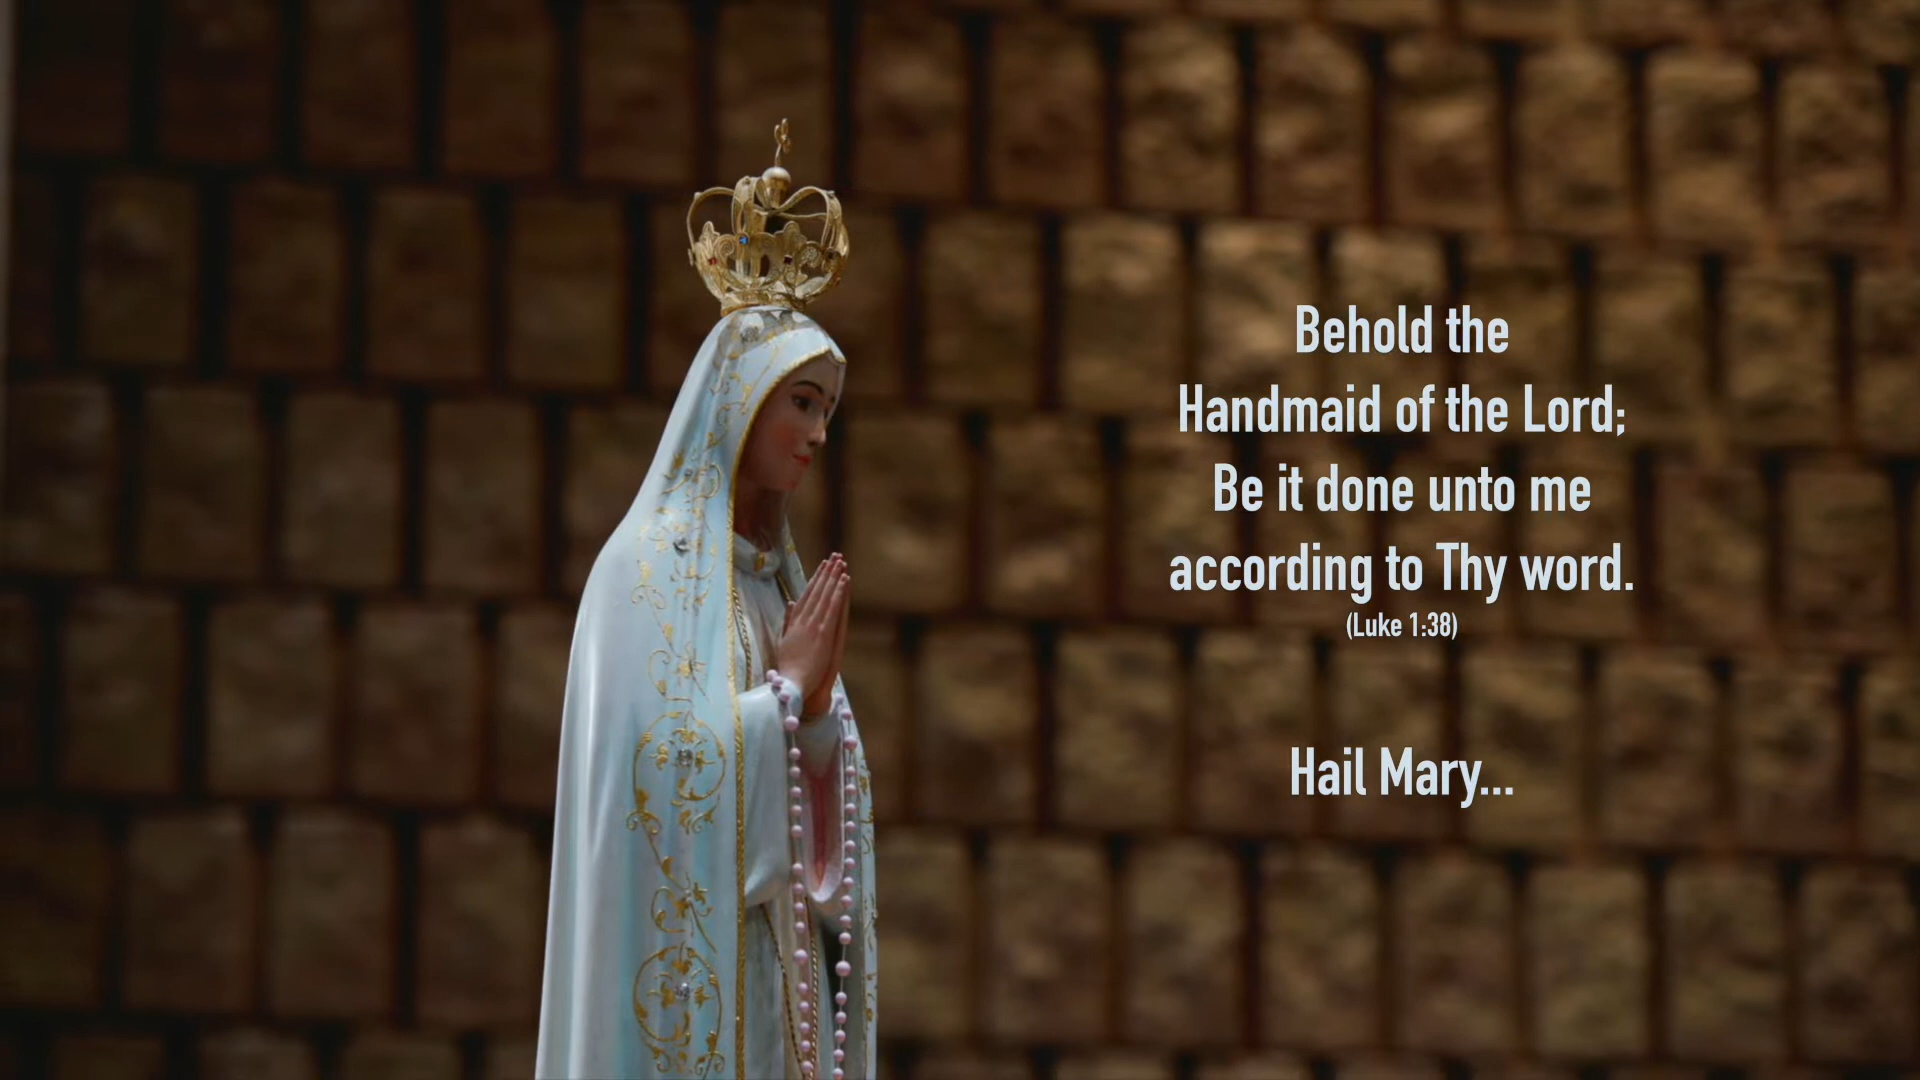 Behold the
Handmaid of the Lord;
Be it done unto me
according to Thy word.
(Luke 1:38)
Hail Mary...